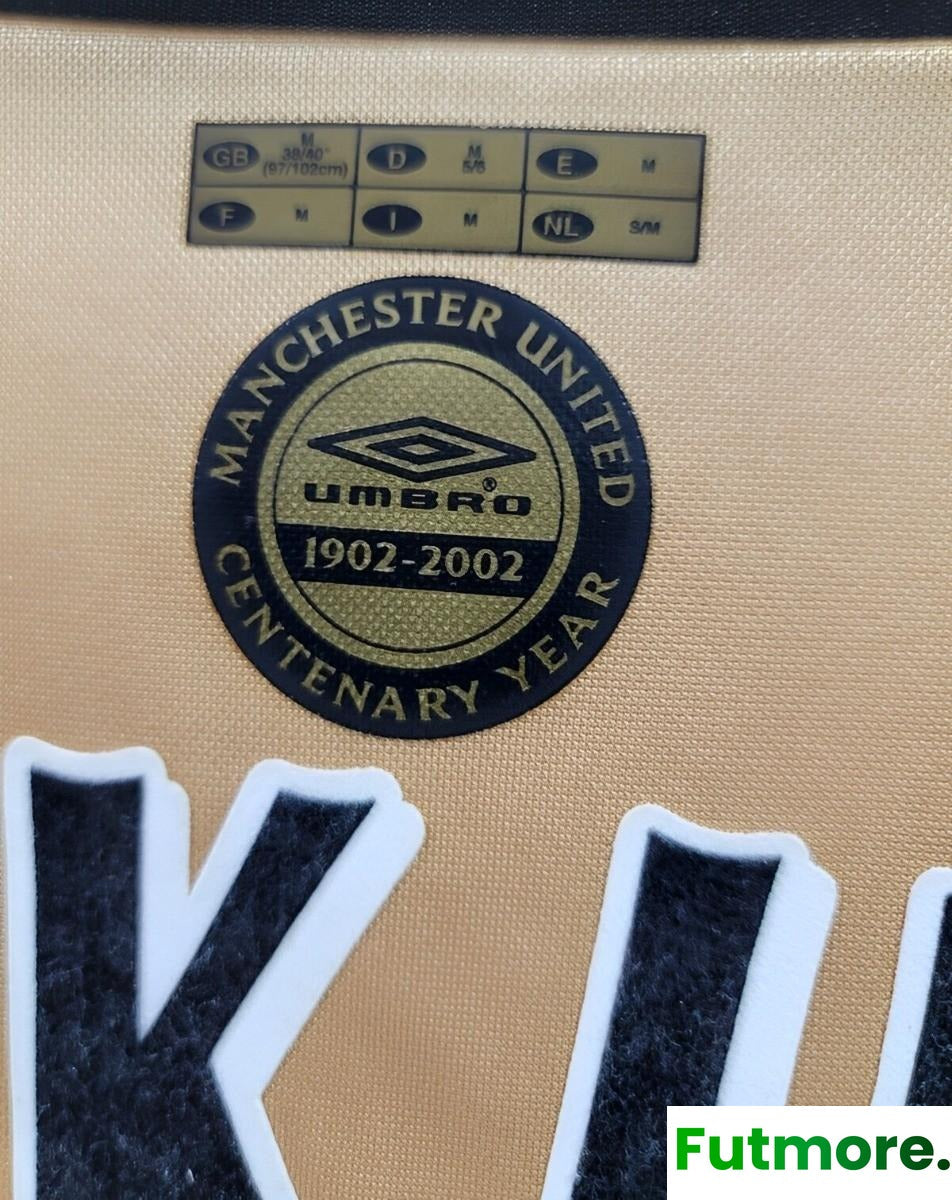 GB M
38/40"
(97/102cm)
D M
5/6
E M
F M
I M
NL S/M
MANCHESTER UNITED
UMBRO®
1902-2002
CENTENARY YEAR
K
Futmore.